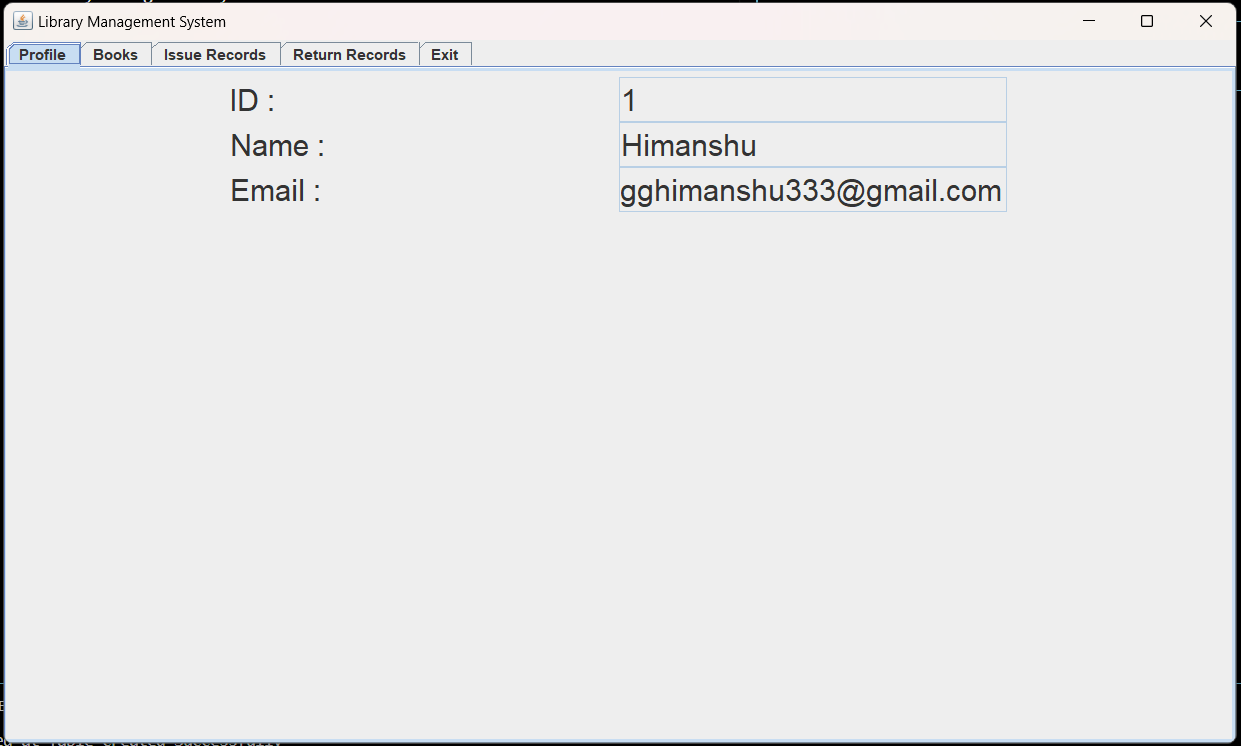 Library Management System
Profile Books Issue Records Return Records Exit
ID : 1
Name : Himanshu
Email : gghimanshu333@gmail.com